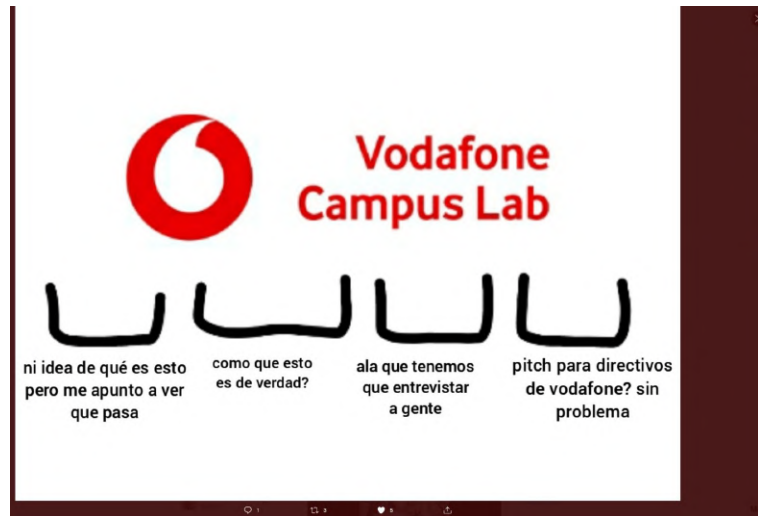 Vodafone
Campus Lab
ni idea de qué es esto
pero me apunto a ver
que pasa
como que esto
es de verdad?
ala que tenemos
que entrevistar
a gente
pitch para directivos
de vodafone? sin
problema